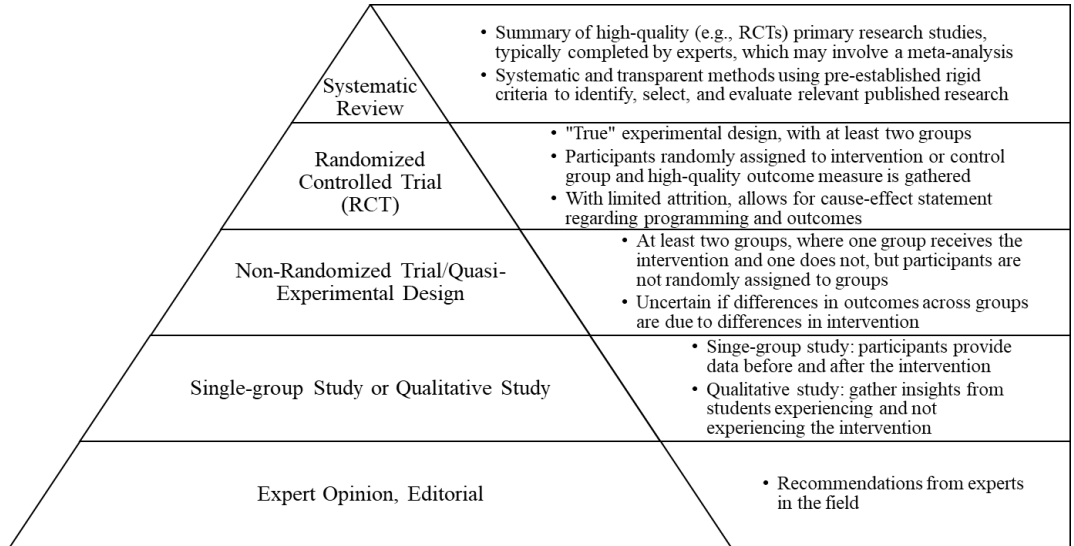 Systematic
Review
• Summary of high-quality (e.g., RCTs) primary research studies,
typically completed by experts, which may involve a meta-analysis
• Systematic and transparent methods using pre-established rigid
criteria to identify, select, and evaluate relevant published research
Randomized
Controlled Trial
(RCT)
• "True" experimental design, with at least two groups
• Participants randomly assigned to intervention or control
group and high-quality outcome measure is gathered
• With limited attrition, allows for cause-effect statement
regarding programming and outcomes
Non-Randomized Trial/Quasi-
Experimental Design
• At least two groups, where one group receives the
intervention and one does not, but participants are
not randomly assigned to groups
• Uncertain if differences in outcomes across groups
are due to differences in intervention
Single-group Study or Qualitative Study
• Singe-group study: participants provide
data before and after the intervention
• Qualitative study: gather insights from
students experiencing and not
experiencing the intervention
Expert Opinion, Editorial
• Recommendations from experts
in the field